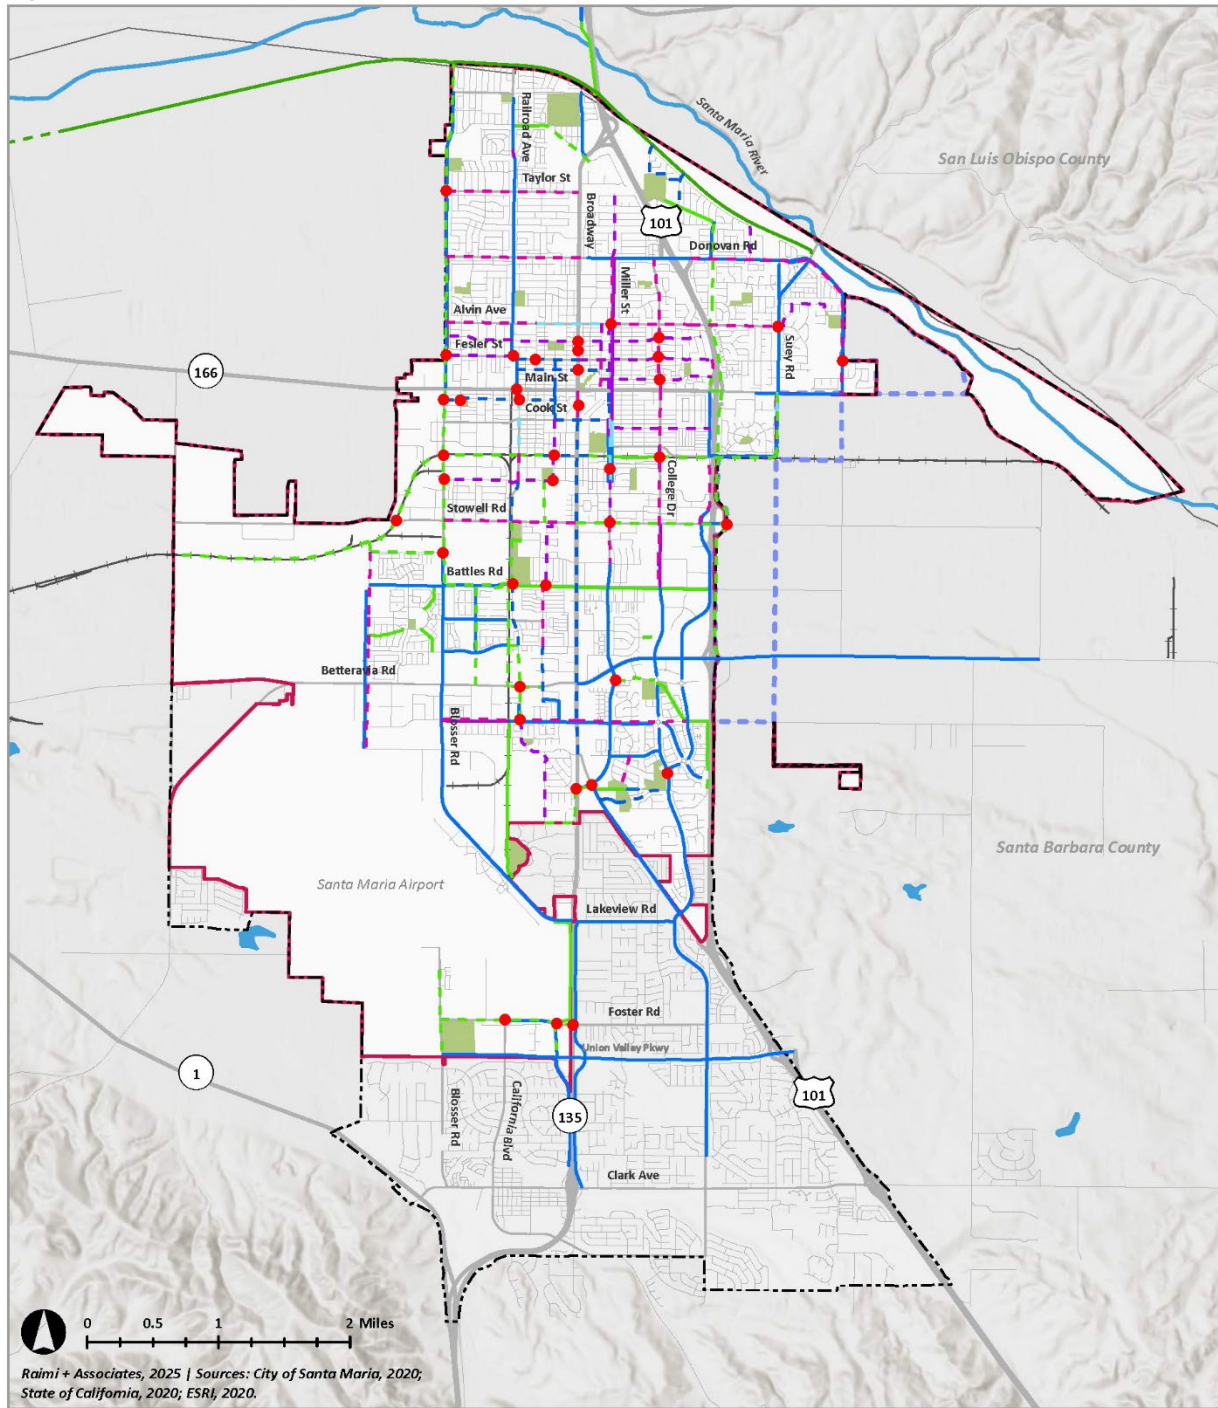 Railroad Ave
Santa Maria River
San Luis Obispo County
Taylor St
Broadway
101
Donovan Rd
Miller St
Alvin Ave
Fesler St
Suey Rd
166
Main St
Cook St
College Dr
Stowell Rd
Battles Rd
Betteravia Rd
Blosser Rd
Santa Barbara County
Santa Maria Airport
Lakeview Rd
Foster Rd
Union Valley Pkwy
1
101
Blosser Rd
California Blvd
135
Clark Ave
0 0.5 1 2 Miles
Raimi + Associates, 2025 | Sources: City of Santa Maria, 2020;
State of California, 2020; ESRI, 2020.